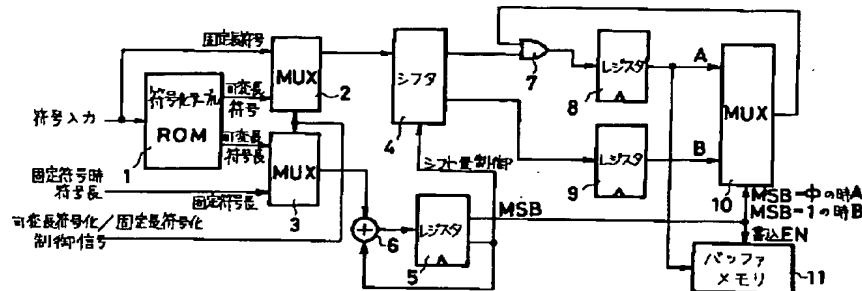 固定長符号
符号入力
符号化テーブル
ROM
1
可変長
符号
可変長
符号長
固定符号時
符号長
固定符号長
可変長符号化/固定長符号化
制御信号
MUX
2
MUX
3
シフタ
4
シフト量制御
6
レジスタ
5
MSB
7
レジスタ
8
レジスタ
9
A
B
MUX
10
MSB=φの時A
MSB=1の時B
書込EN
バッファ
メモリ
11